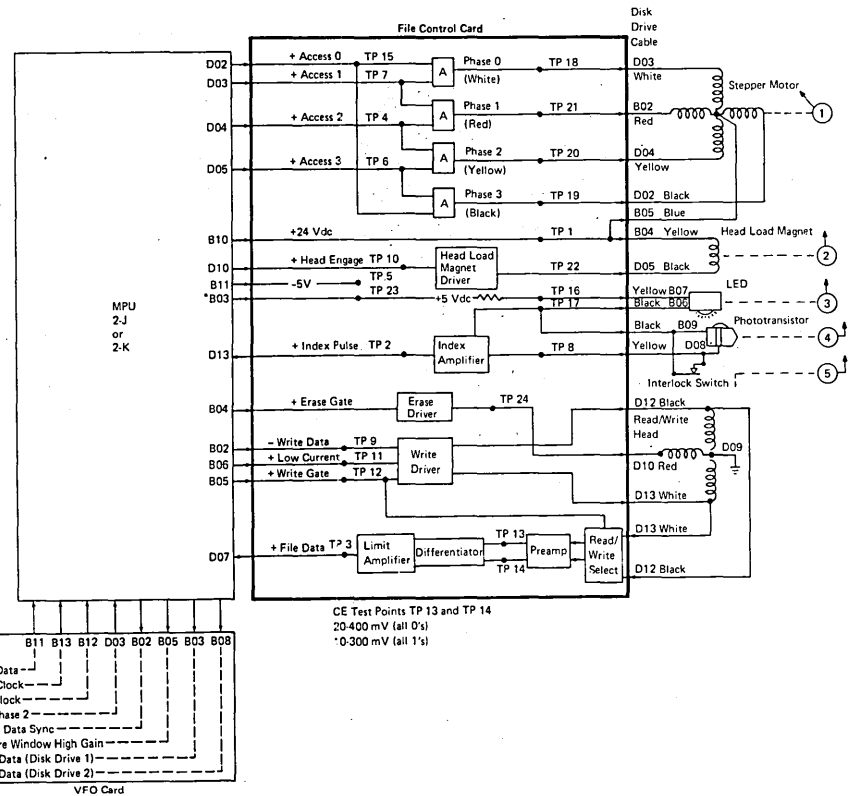 Disk
Drive
Cable
File Control Card
D02 + Access 0 TP 15 Phase 0 TP 18 D03
D03 + Access 1 TP 7 A (White) White
Stepper Motor
1
D04 + Access 2 TP 4 A Phase 1 TP 21 B02
(Red) Red
D05 + Access 3 TP 6 A Phase 2 TP 20 D04
(Yellow) Yellow
A Phase 3 TP 19 D02 Black
(Black) B05 Blue
B10 +24 Vdc TP 1 B04 Yellow Head Load Magnet
2
D10 + Head Engage TP 10 Head Load Magnet Driver TP 22 D05 Black
B11 -5V TP 5
*B03 TP 23 +5 Vdc TP 16 Yellow B07 LED
TP 17 Black B06
3
MPU
2-J
or
2-K
Black B09 Phototransistor
4
D13 + Index Pulse TP 2 Index Amplifier TP 8 Yellow D08
Interlock Switch
5
B04 + Erase Gate Erase Driver TP 24 D12 Black
Read/Write
Head
B02 - Write Data TP 9 D09
B06 + Low Current TP 11 Write Driver D10 Red
B05 + Write Gate TP 12 D13 White
D13 White
D07 + File Data TP 3 Limit Amplifier Differentiator TP 13 TP 14 Preamp Read/ Write Select
D12 Black
CE Test Points TP 13 and TP 14
20-400 mV (all 0's)
*0-300 mV (all 1's)
B11 B13 B12 D03 B02 B05 B03 B08
Data
Clock
lock
hase 2
Data Sync
re Window High Gain
Data (Disk Drive 1)
Data (Disk Drive 2)
VFO Card